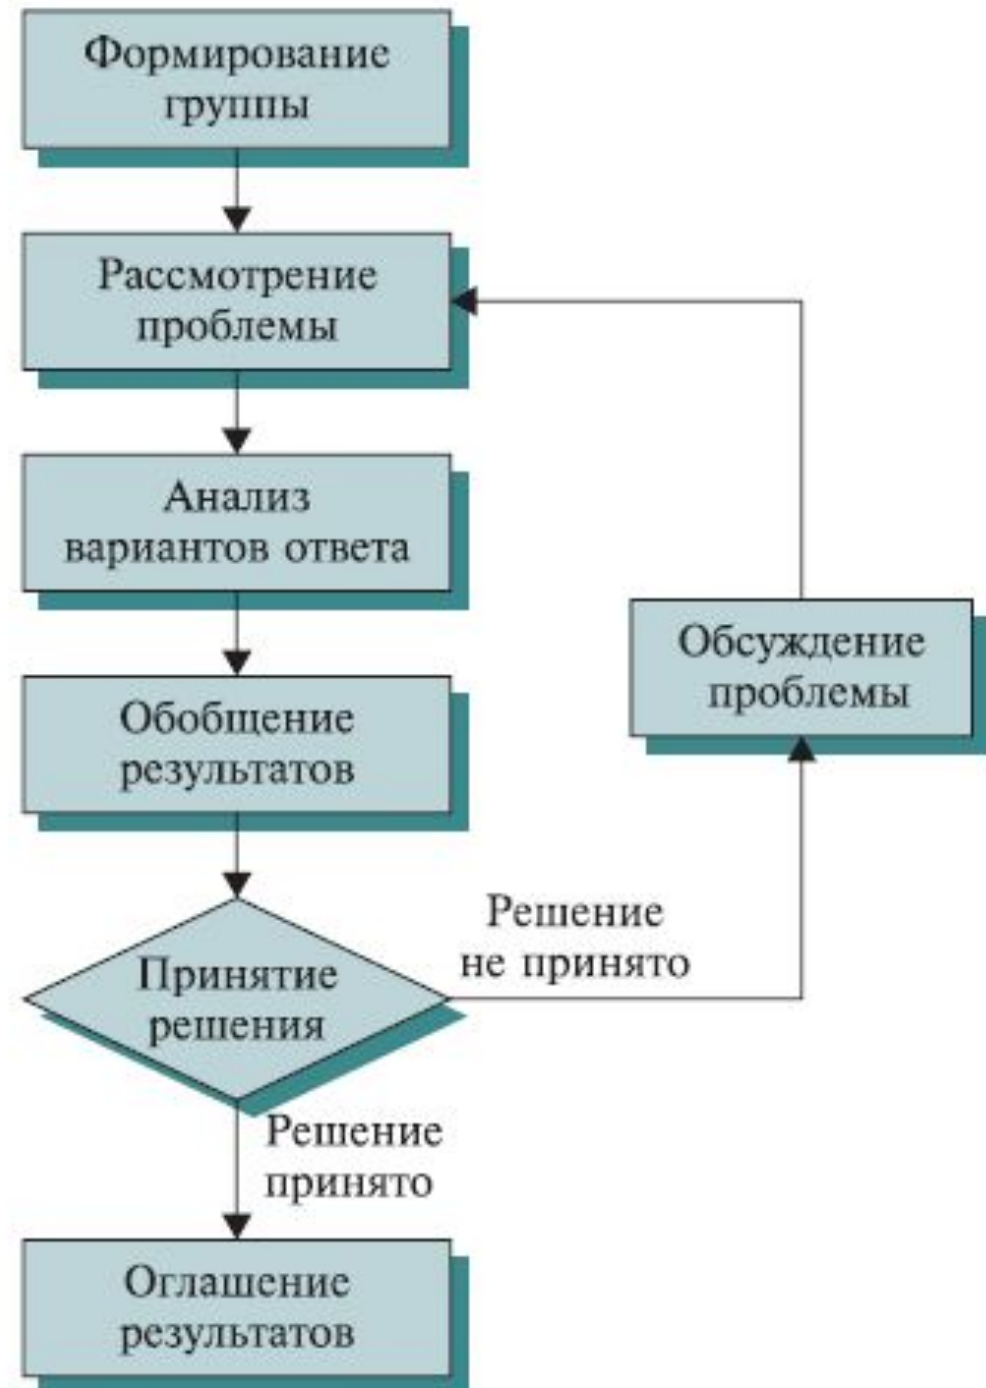 Формирование
группы
Рассмотрение
проблемы
Анализ
вариантов ответа
Обобщение
результатов
Обсуждение
проблемы
Принятие
решения
Решение
не принято
Решение
принято
Оглашение
результатов